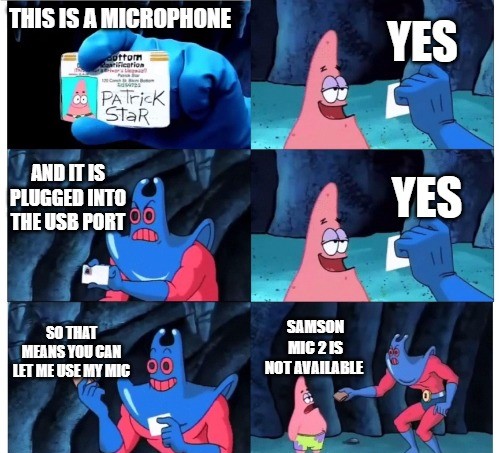 THIS IS A MICROPHONE
PATrick
STaR
YES
AND IT IS
PLUGGED INTO
THE USB PORT
YES
SO THAT
MEANS YOU CAN
LET ME USE MY MIC
SAMSON
MIC 2 IS
NOT AVAILABLE